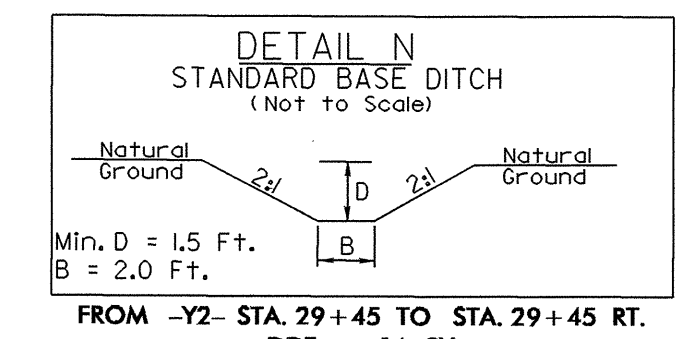 DETAIL N
STANDARD BASE DITCH
(Not to Scale)
Natural
Ground
2:1
D
2:1
Natural
Ground
Min. D = 1.5 Ft.
B = 2.0 Ft.
B
FROM -Y2- STA. 29+45 TO STA. 29+45 RT.